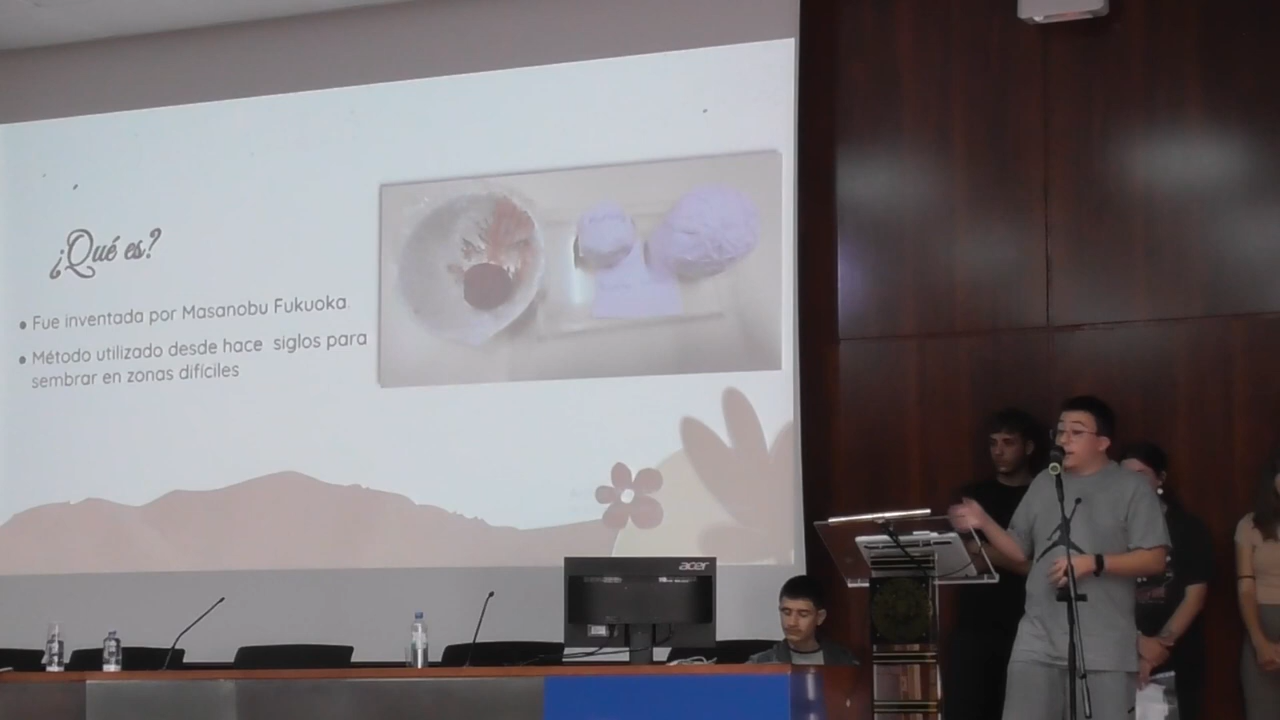 ¿Qué es?
• Fue inventada por Masanobu Fukuoka.
• Método utilizado desde hace siglos para
sembrar en zonas difíciles
acer